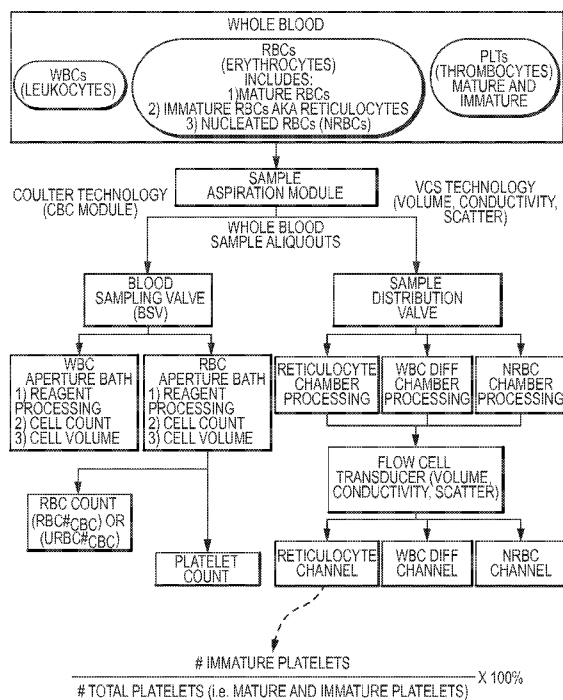 WHOLE BLOOD
WBCs
(LEUKOCYTES)
RBCs
(ERYTHROCYTES)
INCLUDES:
1)MATURE RBCs
2) IMMATURE RBCs AKA RETICULOCYTES
3) NUCLEATED RBCs (NRBCs)
PLTs
(THROMBOCYTES)
MATURE AND
IMMATURE
SAMPLE
ASPIRATION MODULE
COULTER TECHNOLOGY
(CBC MODULE)
VCS TECHNOLOGY
(VOLUME, CONDUCTIVITY,
SCATTER)
WHOLE BLOOD
SAMPLE ALIQUOUTS
BLOOD
SAMPLING VALVE
(BSV)
SAMPLE
DISTRIBUTION
VALVE
WBC
APERTURE BATH
1) REAGENT
PROCESSING
2) CELL COUNT
3) CELL VOLUME
RBC
APERTURE BATH
1) REAGENT
PROCESSING
2) CELL COUNT
3) CELL VOLUME
RETICULOCYTE
CHAMBER
PROCESSING
WBC DIFF
CHAMBER
PROCESSING
NRBC
CHAMBER
PROCESSING
FLOW CELL
TRANSDUCER (VOLUME,
CONDUCTIVITY, SCATTER)
RBC COUNT
(RBC#CBC) OR
(URBC#CBC)
PLATELET
COUNT
RETICULOCYTE
CHANNEL
WBC DIFF
CHANNEL
NRBC
CHANNEL
# IMMATURE PLATELETS
# TOTAL PLATELETS (i.e. MATURE AND IMMATURE PLATELETS)
X 100%